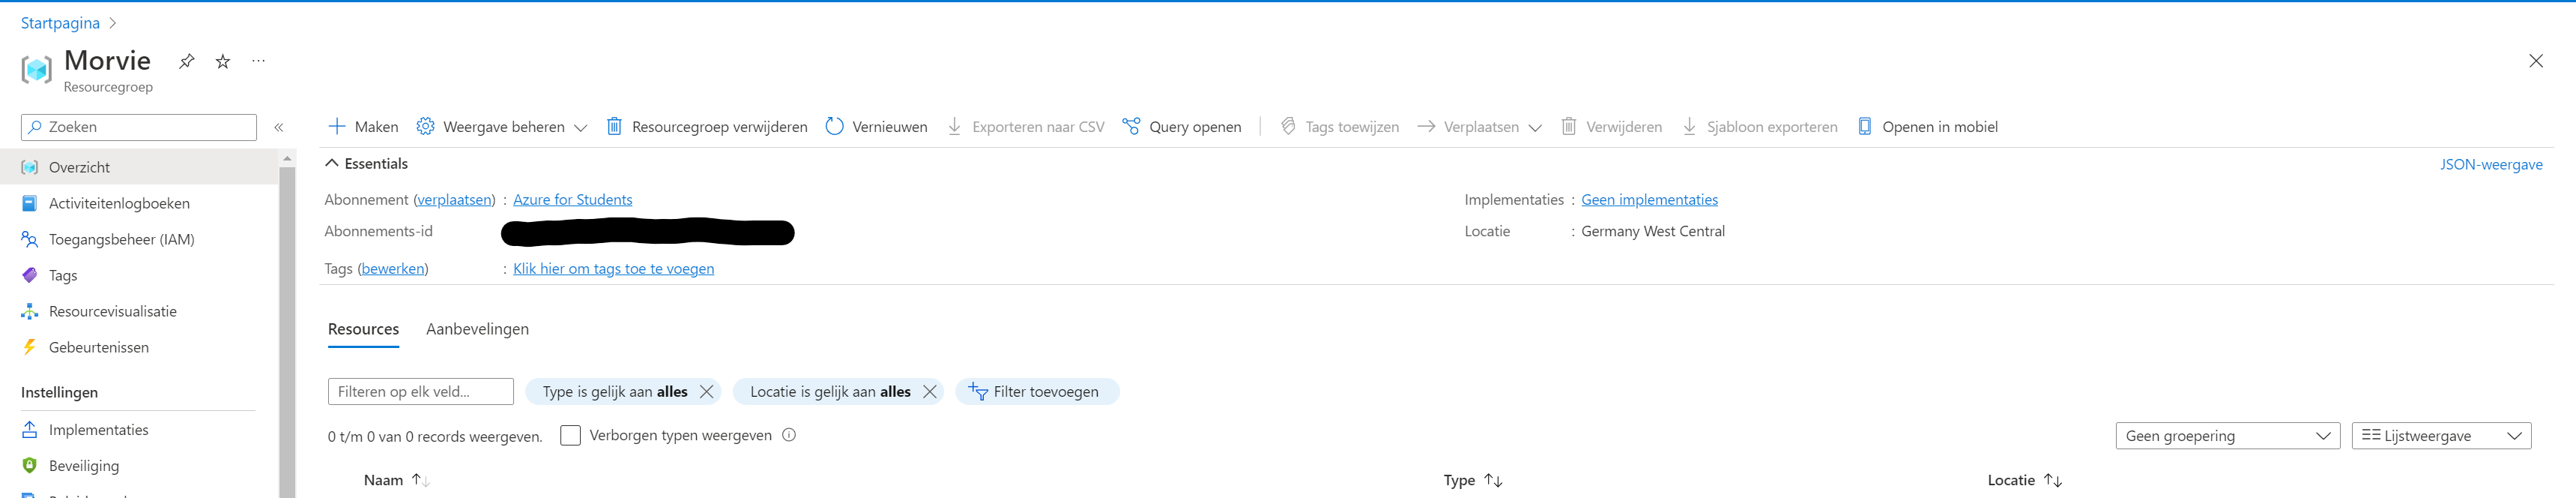 Startpagina
Morvie
Resourcegroep
Zoeken
Maken Weergave beheren Resourcegroep verwijderen Vernieuwen Exporteren naar CSV Query openen Tags toewijzen Verplaatsen Verwijderen Sjabloon exporteren Openen in mobiel
Overzicht
Activiteitenlogboeken
Toegangsbeheer (IAM)
Tags
Resourcevisualisatie
Gebeurtenissen
Instellingen
Implementaties
Beveiliging
Essentials
JSON-weergave
Abonnement (verplaatsen) : Azure for Students
Abonnements-id
Tags (bewerken) : Klik hier om tags toe te voegen
Implementaties : Geen implementaties
Locatie : Germany West Central
Resources Aanbevelingen
Filteren op elk veld... Type is gelijk aan alles Locatie is gelijk aan alles Filter toevoegen
0 t/m 0 van 0 records weergeven. Verborgen typen weergeven Geen groepering Lijstweergave
Naam Type Locatie